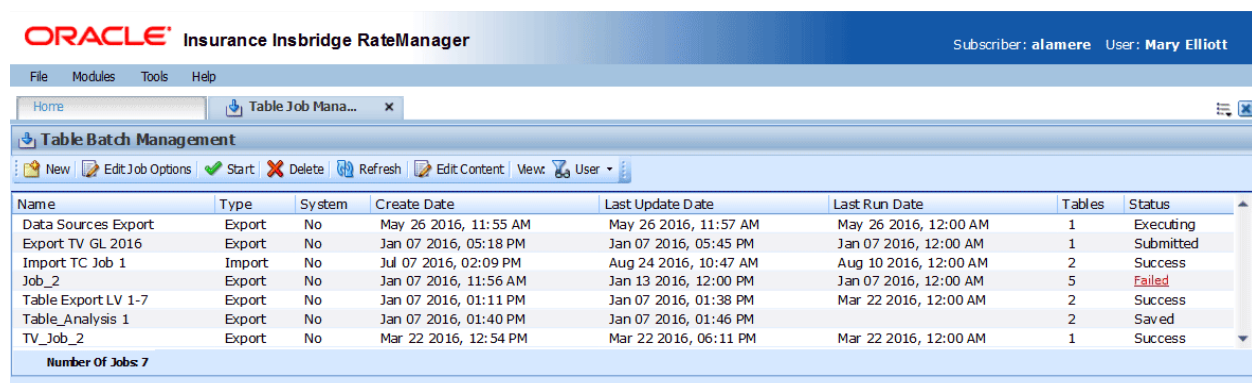 ORACLE Insurance Insbridge RateManager
Subscriber: alamere User: Mary Elliott
File Modules Tools Help
Home Table Job Mana...
Table Batch Management
New Edit Job Options Start Delete Refresh Edit Content View: User
Name Type System Create Date Last Update Date Last Run Date Tables Status
Data Sources Export Export No May 26 2016, 11:55 AM May 26 2016, 11:57 AM May 26 2016, 12:00 AM 1 Executing
Export TV GL 2016 Export No Jan 07 2016, 05:18 PM Jan 07 2016, 05:45 PM Jan 07 2016, 12:00 AM 1 Submitted
Import TC Job 1 Import No Jul 07 2016, 02:09 PM Aug 24 2016, 10:47 AM Aug 10 2016, 12:00 AM 2 Success
Job_2 Export No Jan 07 2016, 11:56 AM Jan 13 2016, 12:00 PM Jan 07 2016, 12:00 AM 5 Failed
Table Export LV 1-7 Export No Jan 07 2016, 01:11 PM Jan 07 2016, 01:38 PM Mar 22 2016, 12:00 AM 2 Success
Table_Analysis 1 Export No Jan 07 2016, 01:40 PM Jan 07 2016, 01:46 PM 2 Saved
TV_Job_2 Export No Mar 22 2016, 12:54 PM Mar 22 2016, 06:11 PM Mar 22 2016, 12:00 AM 1 Success
Number Of Jobs: 7